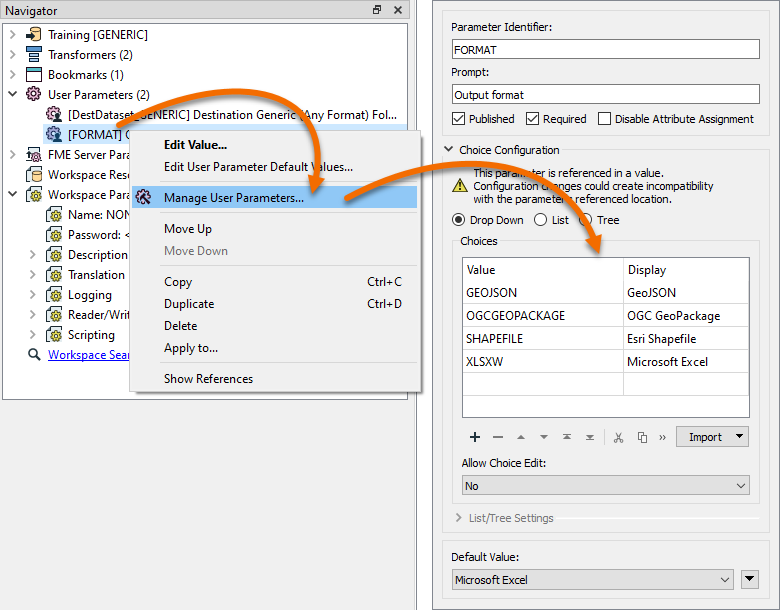 Navigator
Training [GENERIC]
Transformers (2)
Bookmarks (1)
User Parameters (2)
[DestDataset_GENERIC] Destination Generic (Any Format) Fol...
[FORMAT]
FME Server Para
Workspace Res
Workspace Para
Name: NON
Password: <
Description
Translation
Logging
Reader/Writ
Scripting
Workspace Sear
Edit Value...
Edit User Parameter Default Values...
Manage User Parameters...
Move Up
Move Down
Copy Ctrl+C
Duplicate Ctrl+D
Delete
Apply to...
Show References
Parameter Identifier:
FORMAT
Prompt:
Output format
Published Required Disable Attribute Assignment
Choice Configuration
This parameter is referenced in a value.
Configuration changes could create incompatibility
with the parameter's referenced location.
Drop Down List Tree
Choices
Value Display
GEOJSON GeoJSON
OGCGEOPACKAGE OGC GeoPackage
SHAPEFILE Esri Shapefile
XLSXW Microsoft Excel
Import
Allow Choice Edit:
No
List/Tree Settings
Default Value:
Microsoft Excel